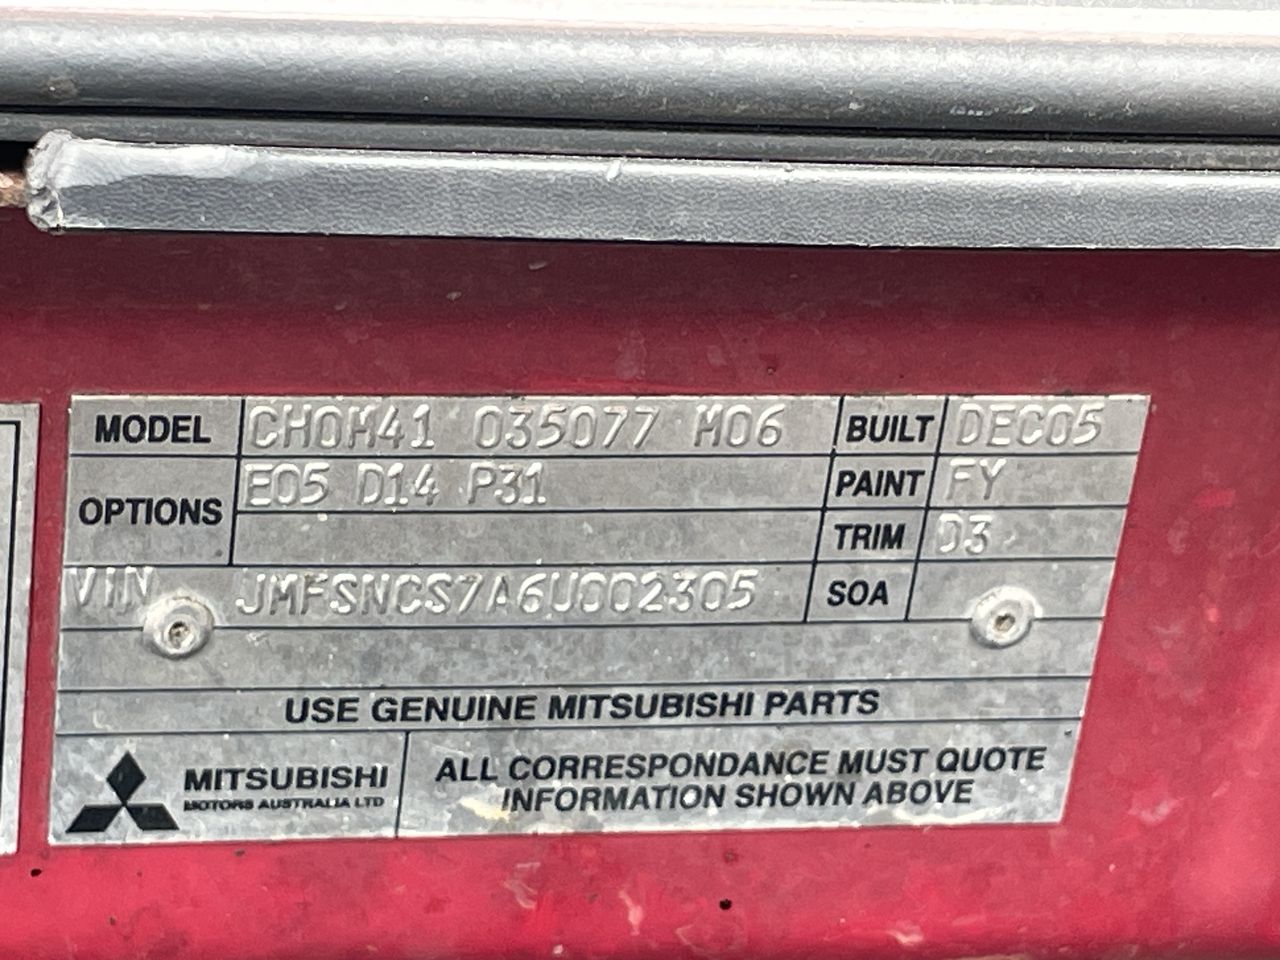 MODEL CH0M41 035077 M06 BUILT DEC05
OPTIONS E05 D14 P31 PAINT FY
TRIM D3
VIN JMFSNCS7A6U002305 SOA
USE GENUINE MITSUBISHI PARTS
MITSUBISHI
MOTORS AUSTRALIA LTD
ALL CORRESPONDANCE MUST QUOTE
INFORMATION SHOWN ABOVE